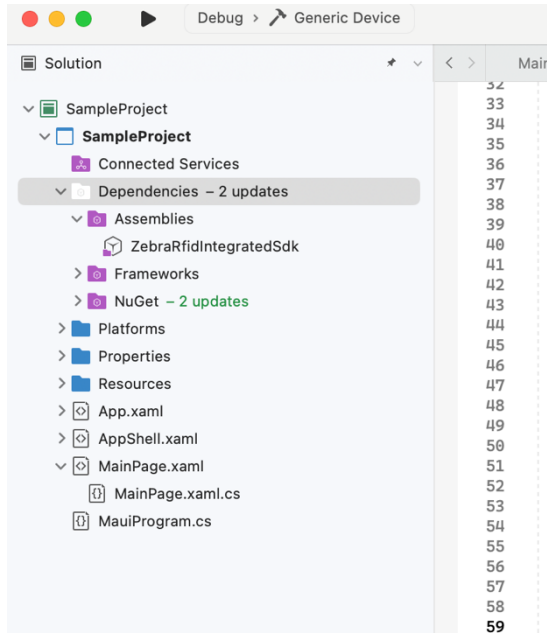 Debug > Generic Device
Solution
Main
SampleProject
SampleProject
Connected Services
Dependencies – 2 updates
Assemblies
ZebraRfidIntegratedSdk
Frameworks
NuGet – 2 updates
Platforms
Properties
Resources
App.xaml
AppShell.xaml
MainPage.xaml
MainPage.xaml.cs
MauiProgram.cs
32
33
34
35
36
37
38
39
40
41
42
43
44
45
46
47
48
49
50
51
52
53
54
55
56
57
58
59